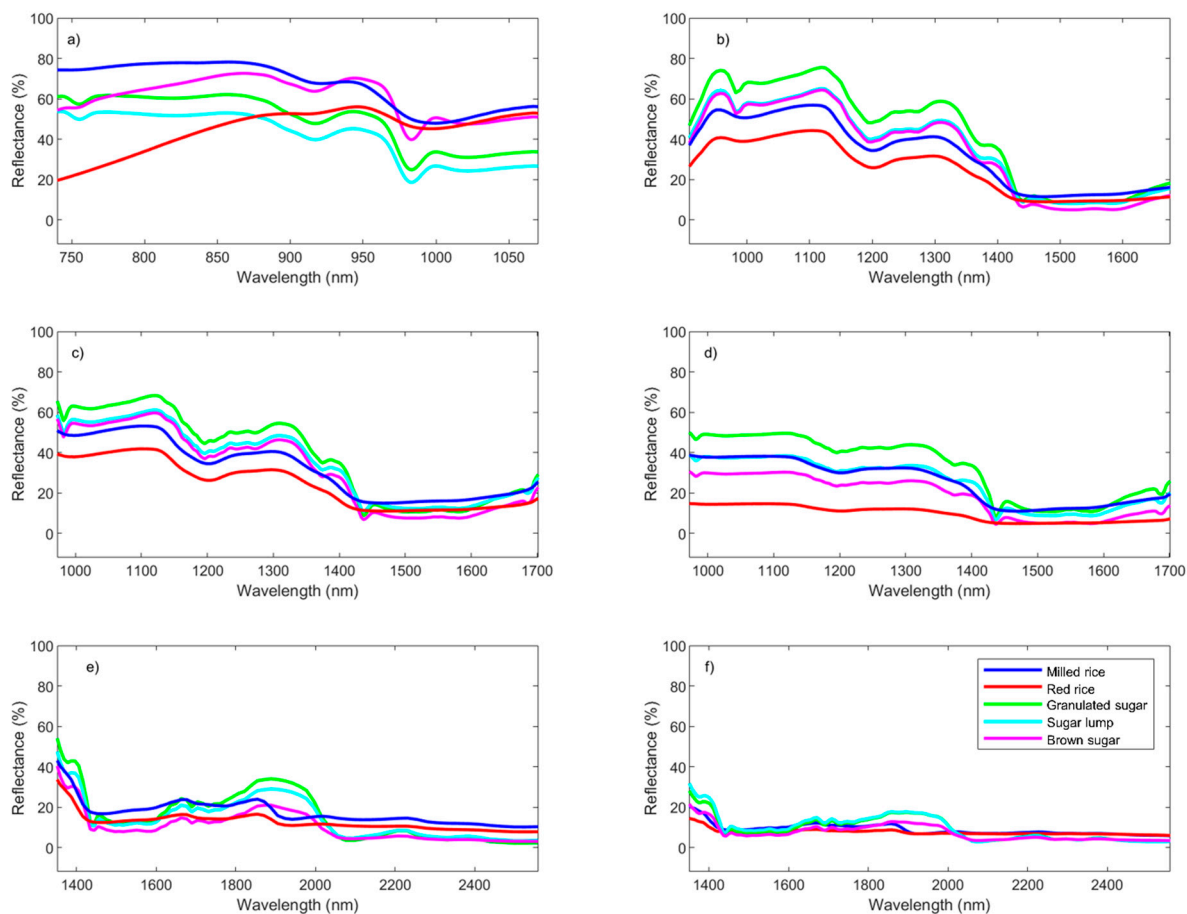 100
80
60
40
20
0
Reflectance (%)
a)
750 800 850 900 950 1000 1050
Wavelength (nm)
100
80
60
40
20
0
Reflectance (%)
b)
1000 1100 1200 1300 1400 1500 1600
Wavelength (nm)
100
80
60
40
20
0
Reflectance (%)
c)
1000 1100 1200 1300 1400 1500 1600 1700
Wavelength (nm)
100
80
60
40
20
0
Reflectance (%)
d)
1000 1100 1200 1300 1400 1500 1600 1700
Wavelength (nm)
100
80
60
40
20
0
Reflectance (%)
e)
1400 1600 1800 2000 2200 2400
Wavelength (nm)
100
80
60
40
20
0
Reflectance (%)
f)
Milled rice
Red rice
Granulated sugar
Sugar lump
Brown sugar
1400 1600 1800 2000 2200 2400
Wavelength (nm)